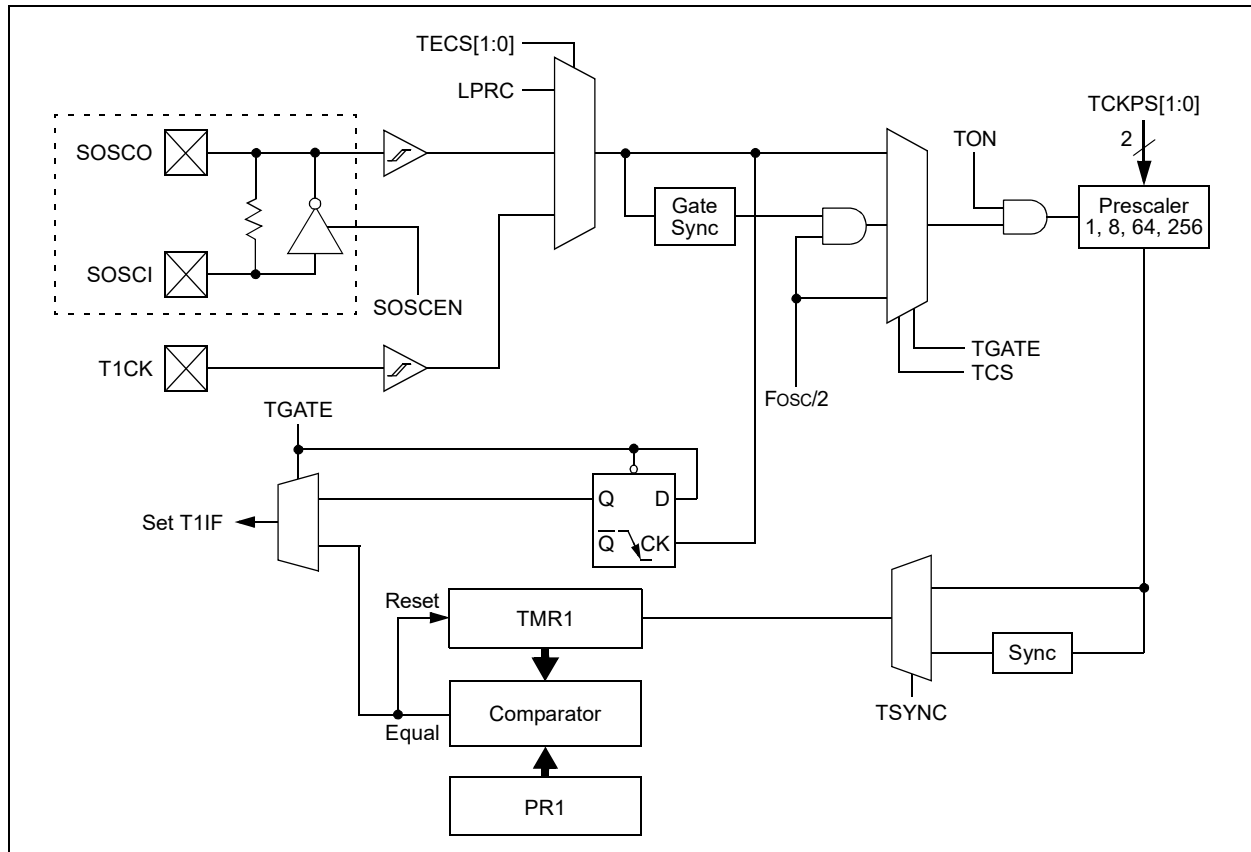 TECS[1:0]
LPRC
TCKPS[1:0]
SOSCO
TON
2
Gate
Sync
Prescaler
1, 8, 64, 256
SOSCI
SOSCEN
TGATE
T1CK
TCS
FOSC/2
TGATE
Q
D
Set T1IF
Q
CK
Reset
TMR1
Sync
Comparator
TSYNC
Equal
PR1